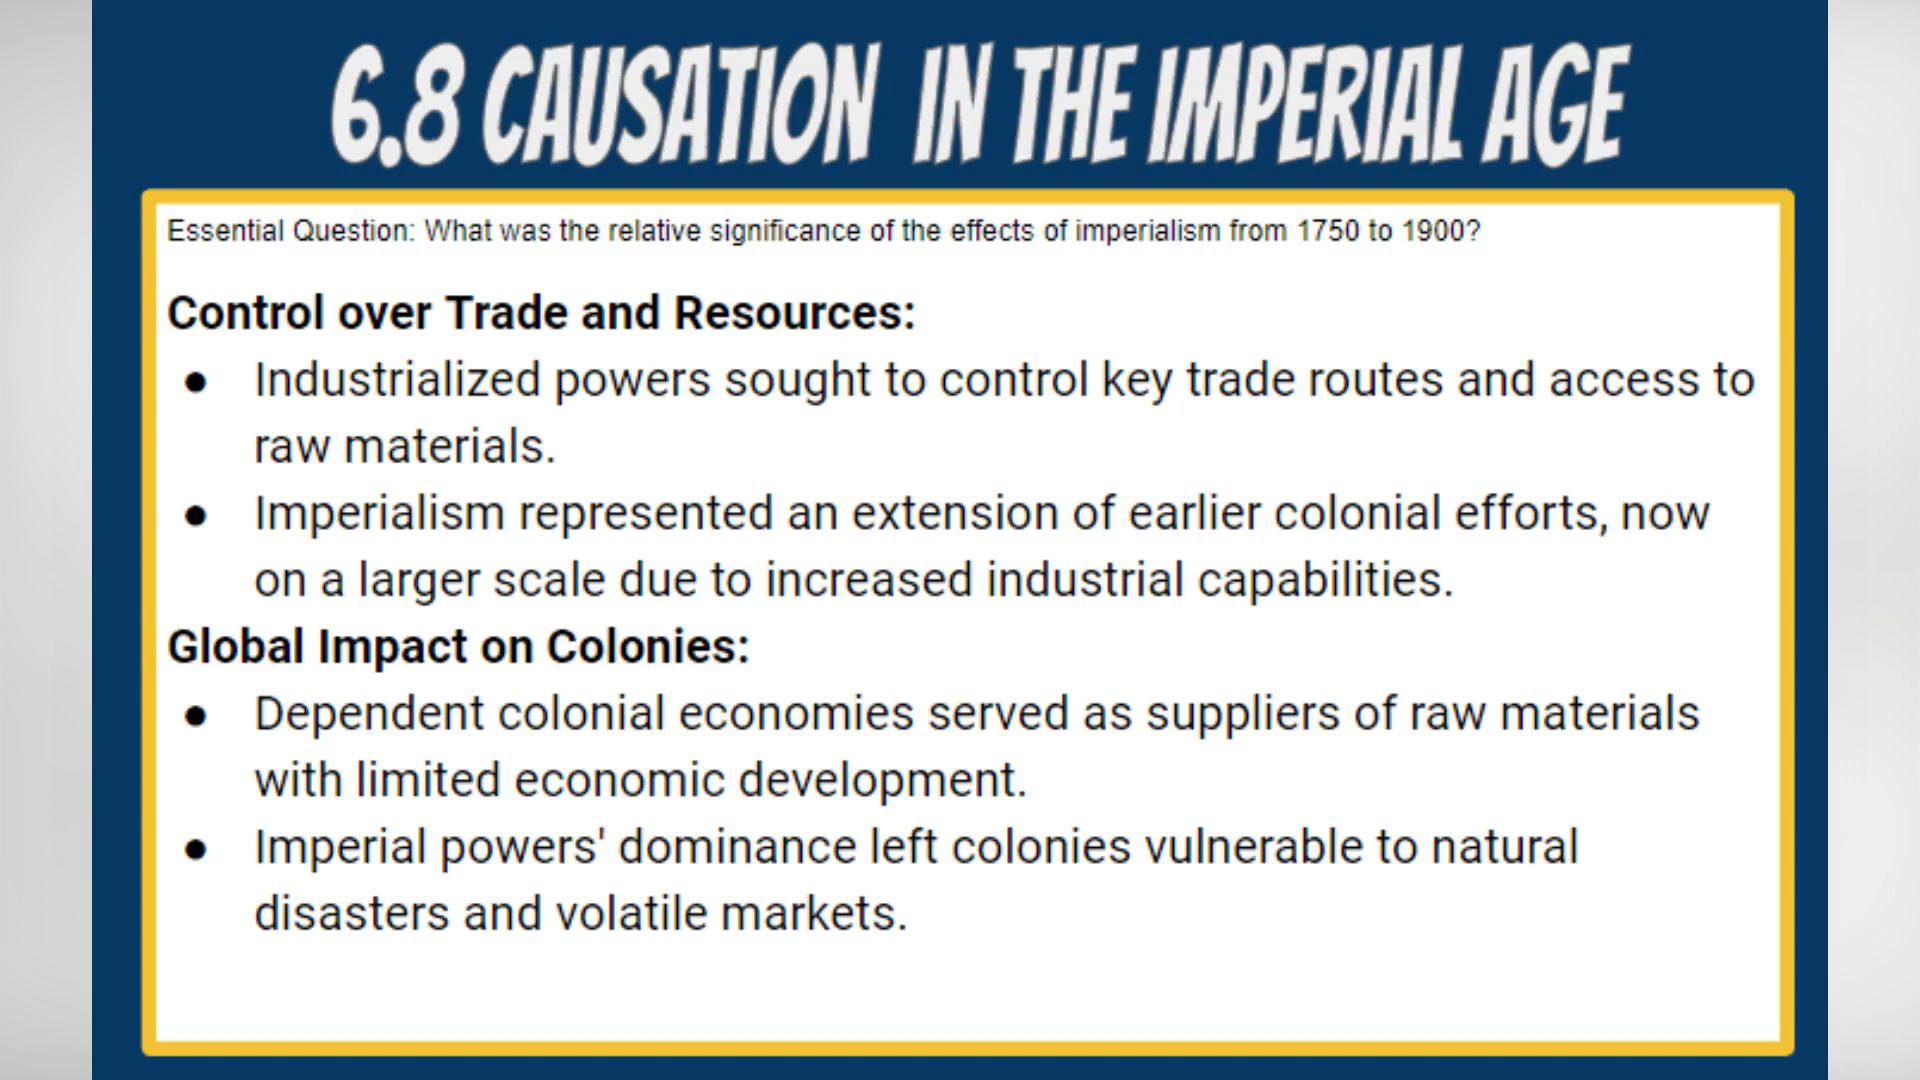 6.8 CAUSATION IN THE IMPERIAL AGE
Essential Question: What was the relative significance of the effects of imperialism from 1750 to 1900?
Control over Trade and Resources:
● Industrialized powers sought to control key trade routes and access to
raw materials.
● Imperialism represented an extension of earlier colonial efforts, now
on a larger scale due to increased industrial capabilities.
Global Impact on Colonies:
● Dependent colonial economies served as suppliers of raw materials
with limited economic development.
● Imperial powers' dominance left colonies vulnerable to natural
disasters and volatile markets.